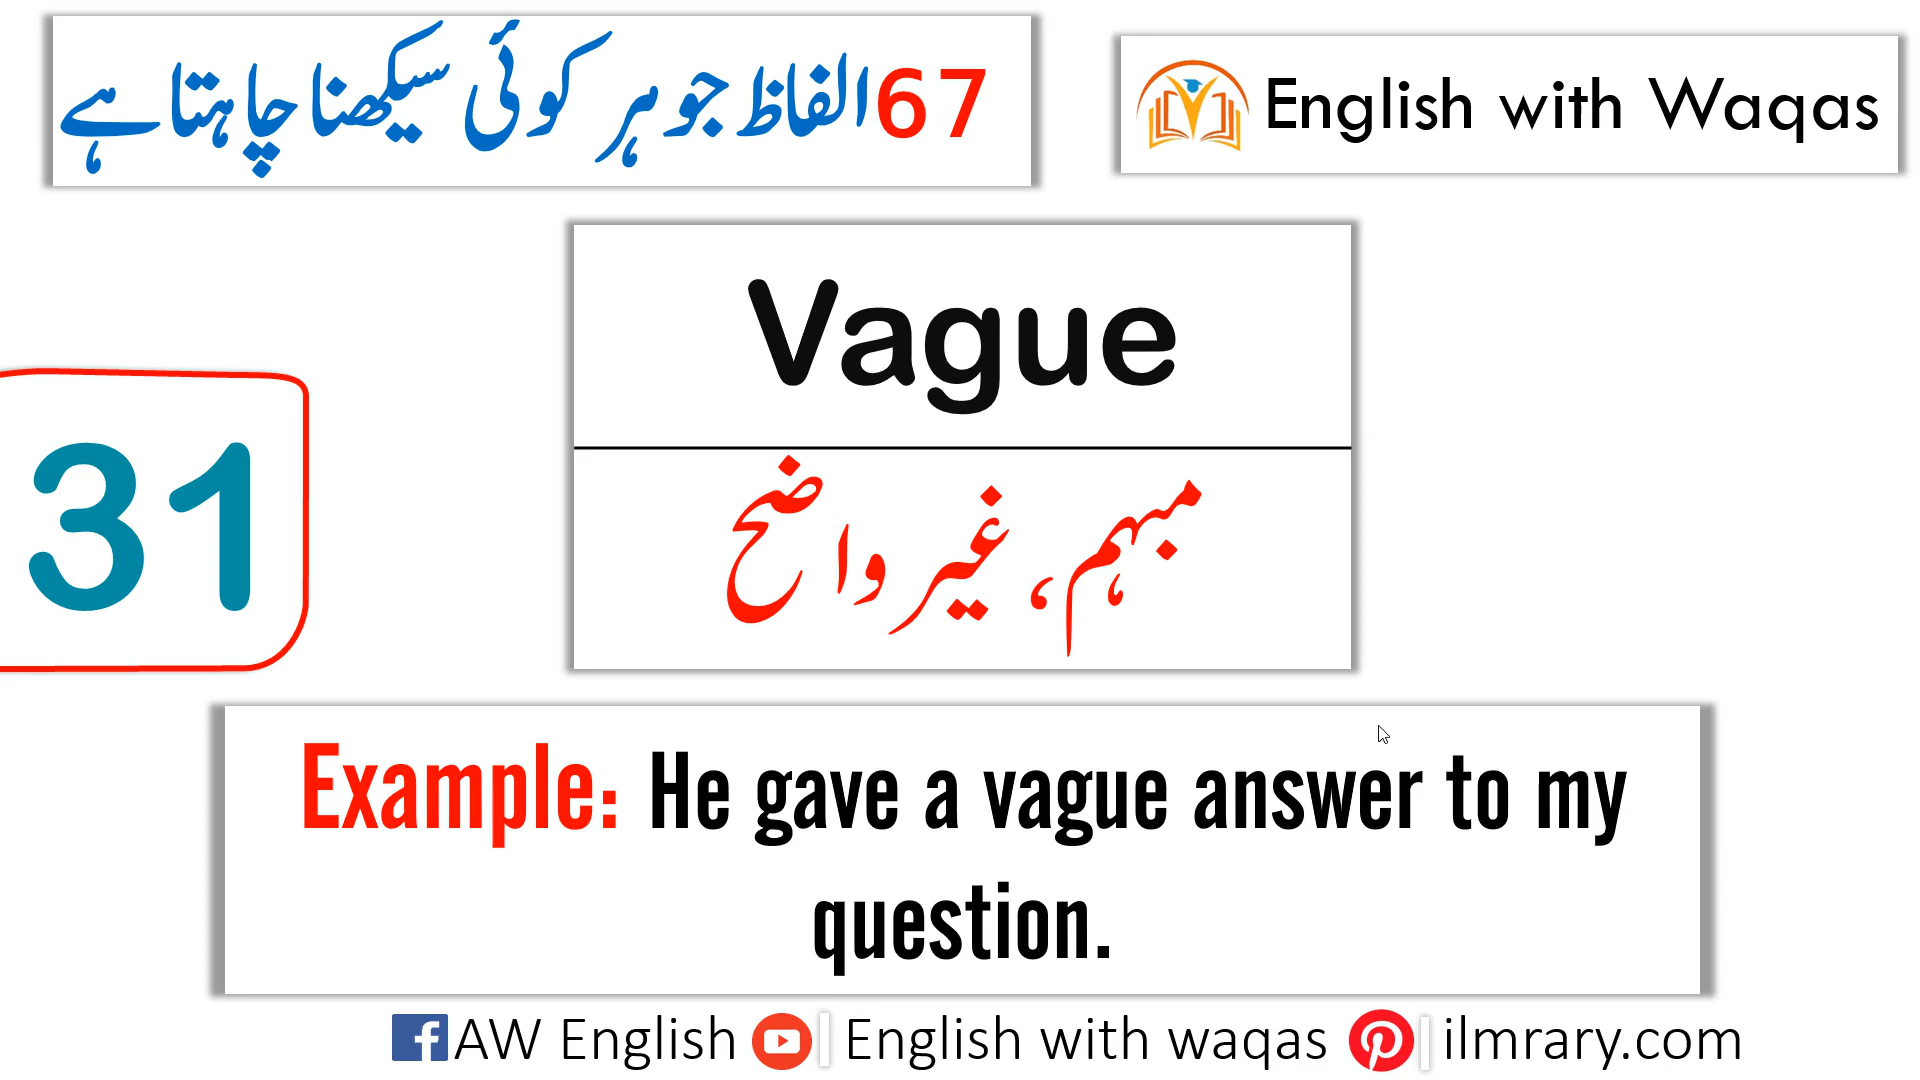 67الفاظ جو ہر کوئی سیکھنا چاہتا ہے
English with Waqas
Vague
31
مبہم، غیر واضح
Example: He gave a vague answer to my
question.
AW English | English with waqas | ilmrary.com